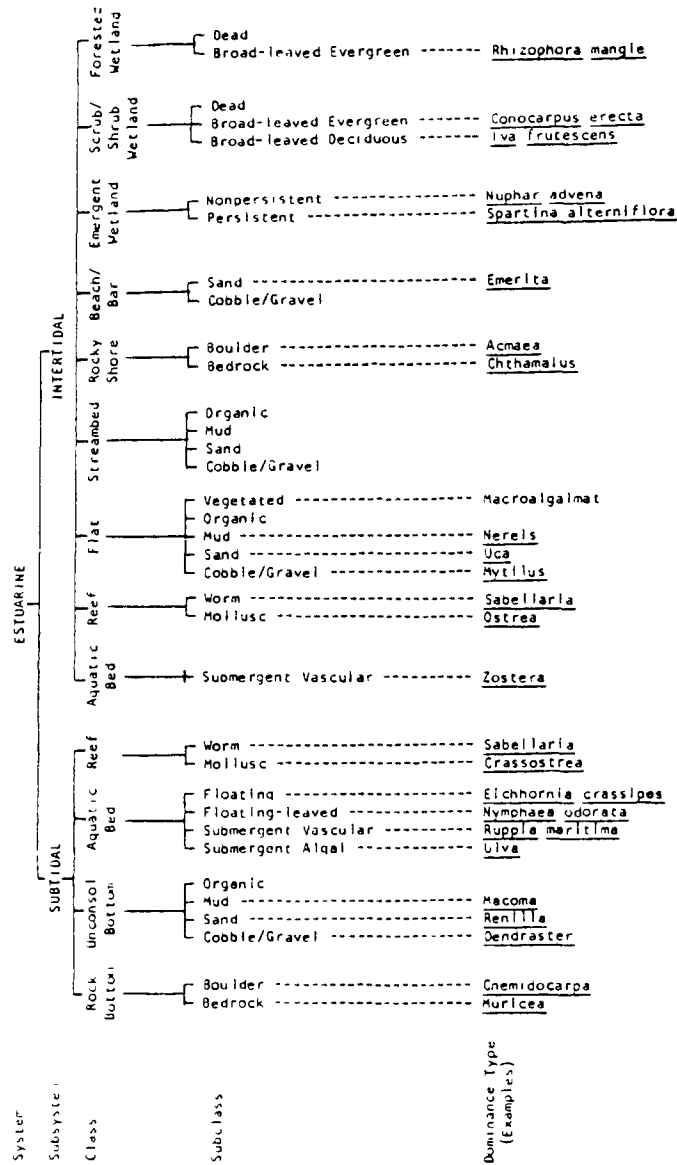 Forested
Wetland
Dead
Broad-leaved Evergreen Rhizophora mangle
Scrub/
Shrub
Wetland
Dead
Broad-leaved Evergreen Conocarpus erecta
Broad-leaved Deciduous Iva frutescens
Emergent
Wetland
Nonpersistent Nuphar advena
Persistent Spartina alterniflora
Beach/
Bar
Sand Emerita
Cobble/Gravel
INTERTIDAL
Rocky
Shore
Boulder Acmaea
Bedrock Chthamalus
Streambed
Organic
Mud
Sand
Cobble/Gravel
Flat
Vegetated Macroalgalmat
Organic
Mud Nereis
Sand Uca
Cobble/Gravel Mytilus
ESTUARINE
Reef
Worm Sabellaria
Mollusc Ostrea
Aquatic
Bed
Submergent Vascular Zostera
Reef
Worm Sabellaria
Mollusc Crassostrea
Aquatic
Bed
Floating Eichhornia crassipes
Floating-leaved Nymphaea odorata
Submergent Vascular Ruppia maritima
Submergent Algal Ulva
SUBTIDAL
Unconsol
Bottom
Organic
Mud Macoma
Sand Renilla
Cobble/Gravel Dendraster
Rock
Bottom
Boulder Cnemidocarpa
Bedrock Muricea
System
Subsystem
Class
Subclass
Dominance Type
(Examples)